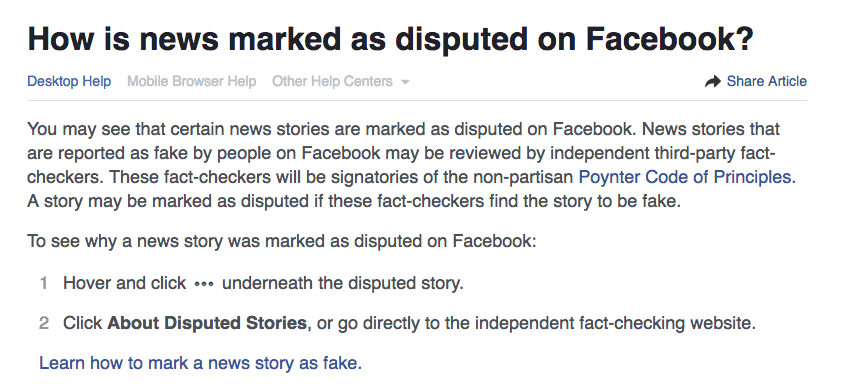 How is news marked as disputed on Facebook?
Desktop Help Mobile Browser Help Other Help Centers Share Article
You may see that certain news stories are marked as disputed on Facebook. News stories that
are reported as fake by people on Facebook may be reviewed by independent third-party fact-
checkers. These fact-checkers will be signatories of the non-partisan Poynter Code of Principles.
A story may be marked as disputed if these fact-checkers find the story to be fake.
To see why a news story was marked as disputed on Facebook:
1 Hover and click ••• underneath the disputed story.
2 Click About Disputed Stories, or go directly to the independent fact-checking website.
Learn how to mark a news story as fake.